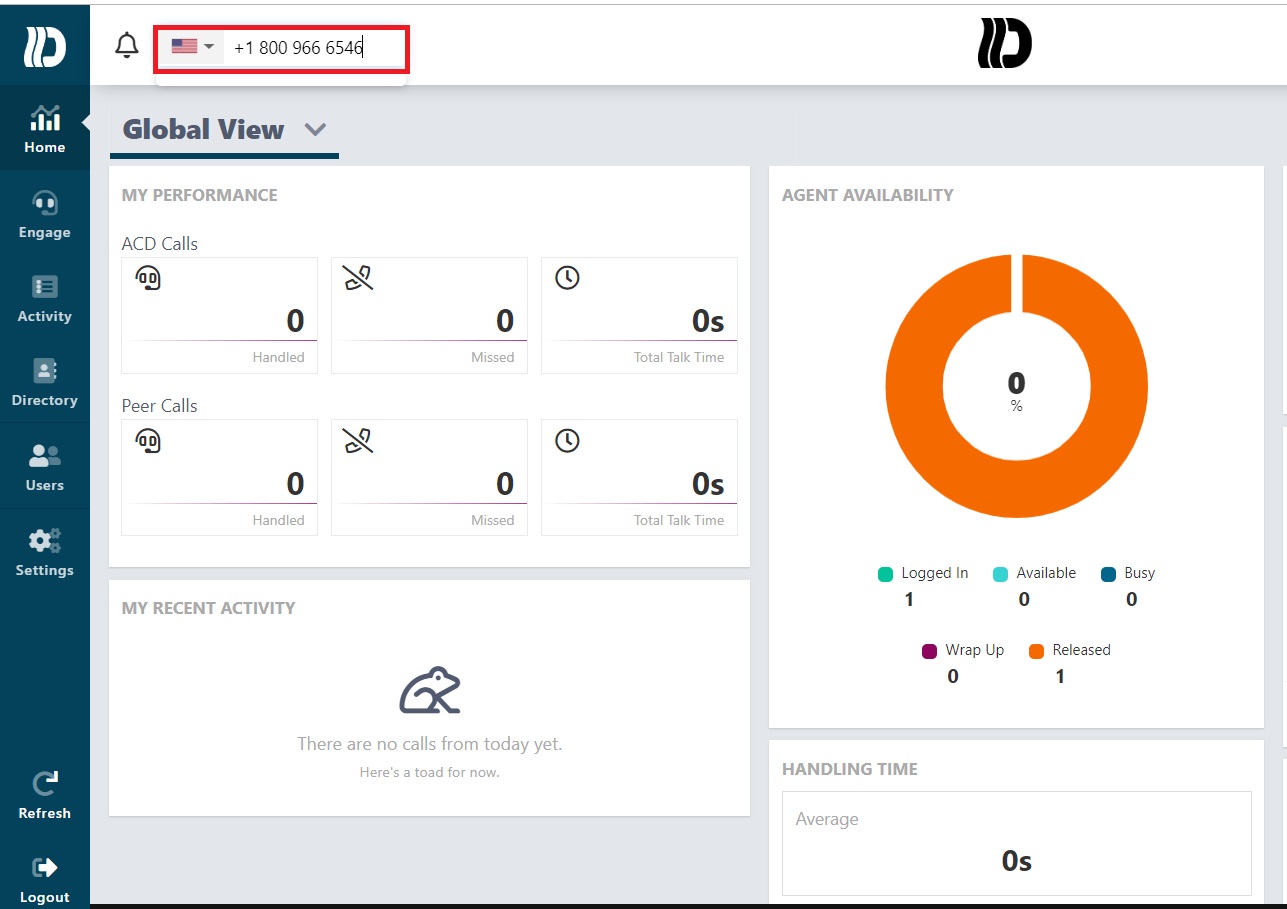 +1 800 966 6546
Home
Engage
Activity
Directory
Users
Settings
Refresh
Logout
Global View
MY PERFORMANCE
ACD Calls
0
Handled
0
Missed
0s
Total Talk Time
Peer Calls
0
Handled
0
Missed
0s
Total Talk Time
MY RECENT ACTIVITY
There are no calls from today yet.
Here's a toad for now.
AGENT AVAILABILITY
0
%
Logged In
1
Available
0
Busy
0
Wrap Up
0
Released
1
HANDLING TIME
Average
0s